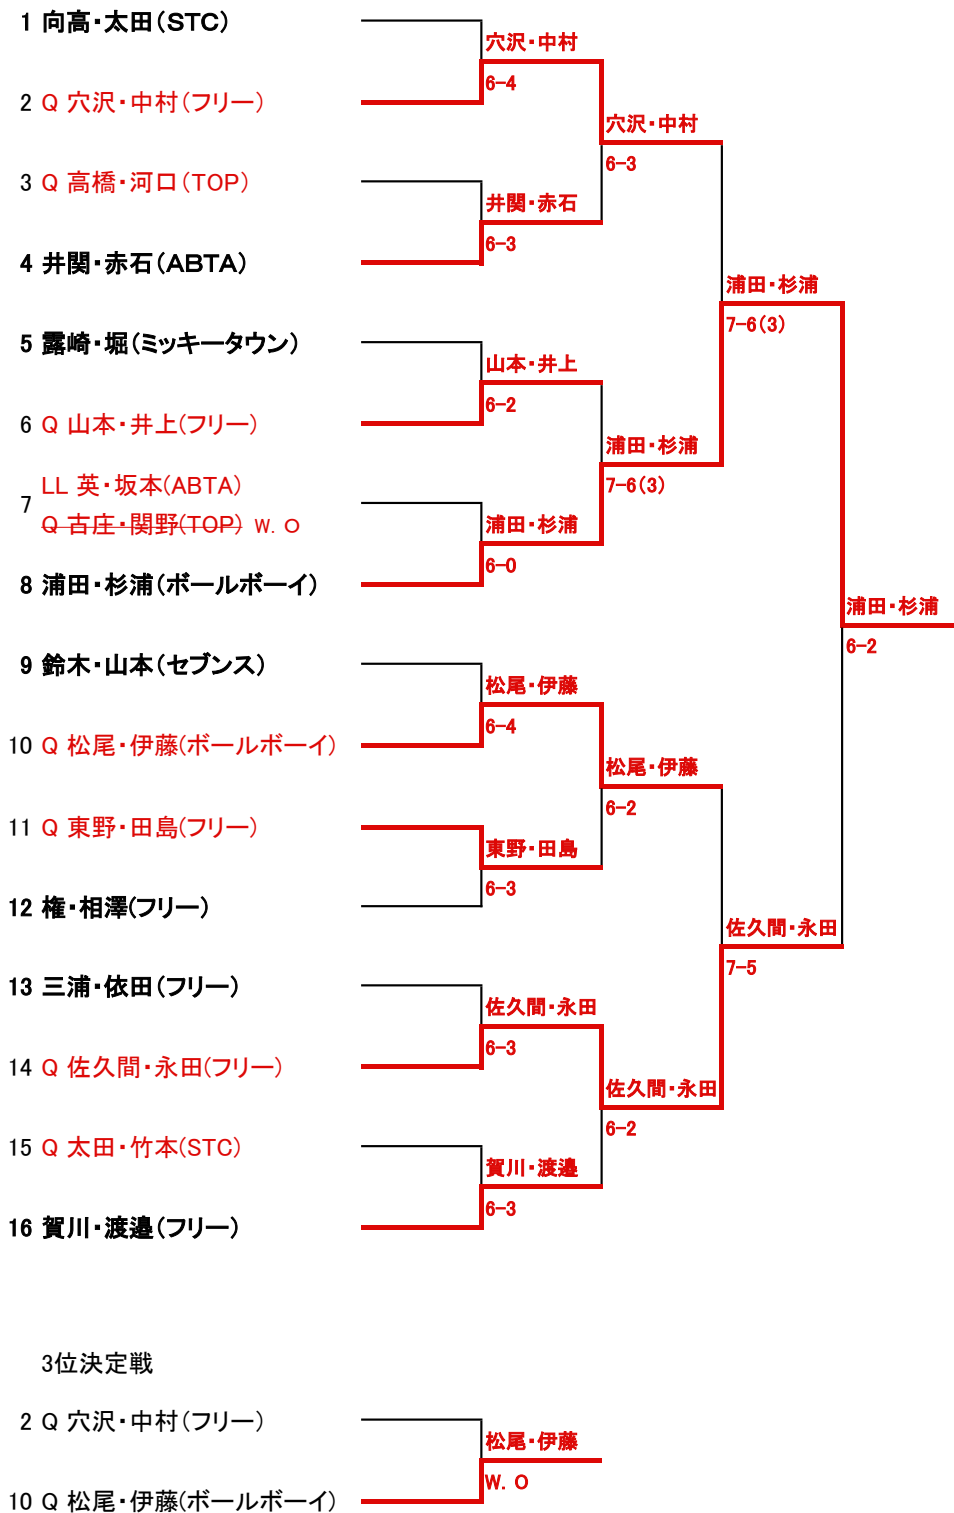 1 向高・太田(STC)
穴沢・中村
6-4
2 Q 穴沢・中村(フリー)
穴沢・中村
6-3
3 Q 高橋・河口(TOP)
井関・赤石
6-3
4 井関・赤石(ABTA)
浦田・杉浦
7-6(3)
5 露崎・堀(ミッキータウン)
山本・井上
6-2
6 Q 山本・井上(フリー)
浦田・杉浦
7-6(3)
7 LL 英・坂本(ABTA)
Q 古庄・関野(TOP) W. O
浦田・杉浦
6-0
8 浦田・杉浦(ボールボーイ)
浦田・杉浦
6-2
9 鈴木・山本(セブンス)
松尾・伊藤
6-4
10 Q 松尾・伊藤(ボールボーイ)
松尾・伊藤
6-2
11 Q 東野・田島(フリー)
東野・田島
6-3
12 権・相澤(フリー)
佐久間・永田
7-5
13 三浦・依田(フリー)
佐久間・永田
6-3
14 Q 佐久間・永田(フリー)
佐久間・永田
6-2
15 Q 太田・竹本(STC)
賀川・渡邉
6-3
16 賀川・渡邉(フリー)
3位決定戦
2 Q 穴沢・中村(フリー)
松尾・伊藤
W. O
10 Q 松尾・伊藤(ボールボーイ)